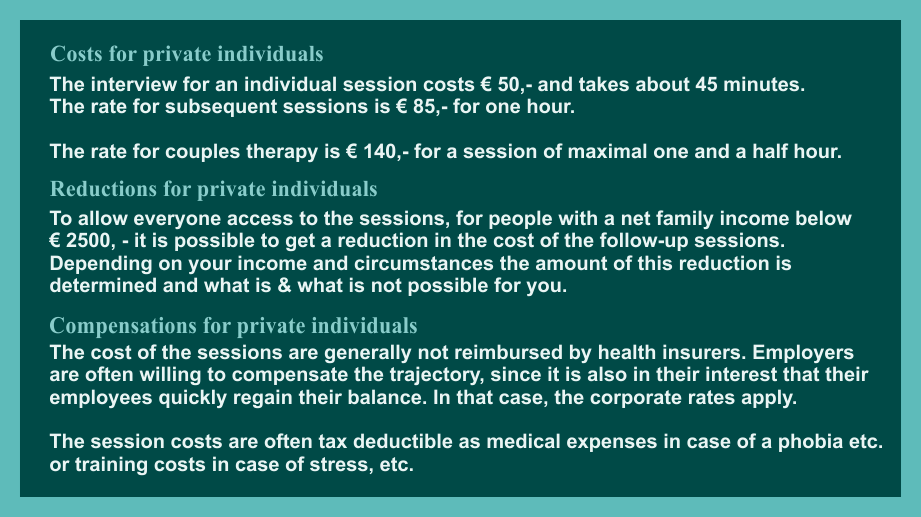 Costs for private individuals
The interview for an individual session costs € 50,- and takes about 45 minutes.
The rate for subsequent sessions is € 85,- for one hour.
The rate for couples therapy is € 140,- for a session of maximal one and a half hour.
Reductions for private individuals
To allow everyone access to the sessions, for people with a net family income below
€ 2500, - it is possible to get a reduction in the cost of the follow-up sessions.
Depending on your income and circumstances the amount of this reduction is
determined and what is & what is not possible for you.
Compensations for private individuals
The cost of the sessions are generally not reimbursed by health insurers. Employers
are often willing to compensate the trajectory, since it is also in their interest that their
employees quickly regain their balance. In that case, the corporate rates apply.
The session costs are often tax deductible as medical expenses in case of a phobia etc.
or training costs in case of stress, etc.